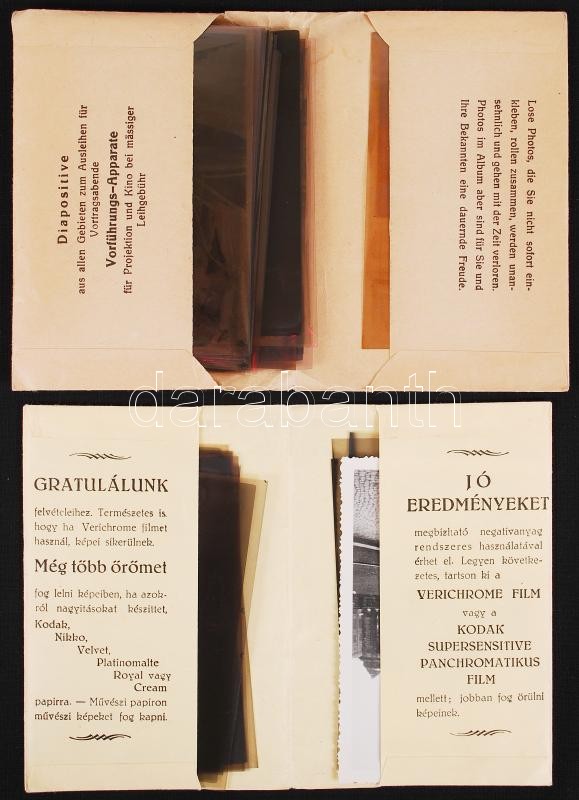 Diapositive
aus allen Gebieten zum Ausleihen für
Vortragsabende
Vorführungs-Apparate
für Projektion und Kino bei mässiger
Leihgebühr
Lose Photos, die Sie nicht sofort ein-
kleben, rollen zusammen, werden unan-
sehnlich und gehen mit der Zeit verloren.
Photos im Album aber sind für Sie und
Ihre Bekannten eine dauernde Freude.
darabanth
GRATULÁLUNK
felvételeihez. Természetes is,
hogy ha Verichrome filmet
használ, képei sikerülnek.
Még több örömet
fog lelni képeiben, ha azok-
ról nagyitásokat készittet,
Kodak,
Nikko,
Velvet,
Platinomalte
Royal vagy
Cream
papirra. — Művészi papiron
művészi képeket fog kapni.
JÓ
EREDMÉNYEKET
megbizható negativanyag
rendszeres használatával
érhet el. Legyen követke-
zetes, tartson ki a
VERICHROME FILM
vagy a
KODAK
SUPERSENSITIVE
PANCHROMATIKUS
FILM
mellett; jobban fog örülni
képeinek.